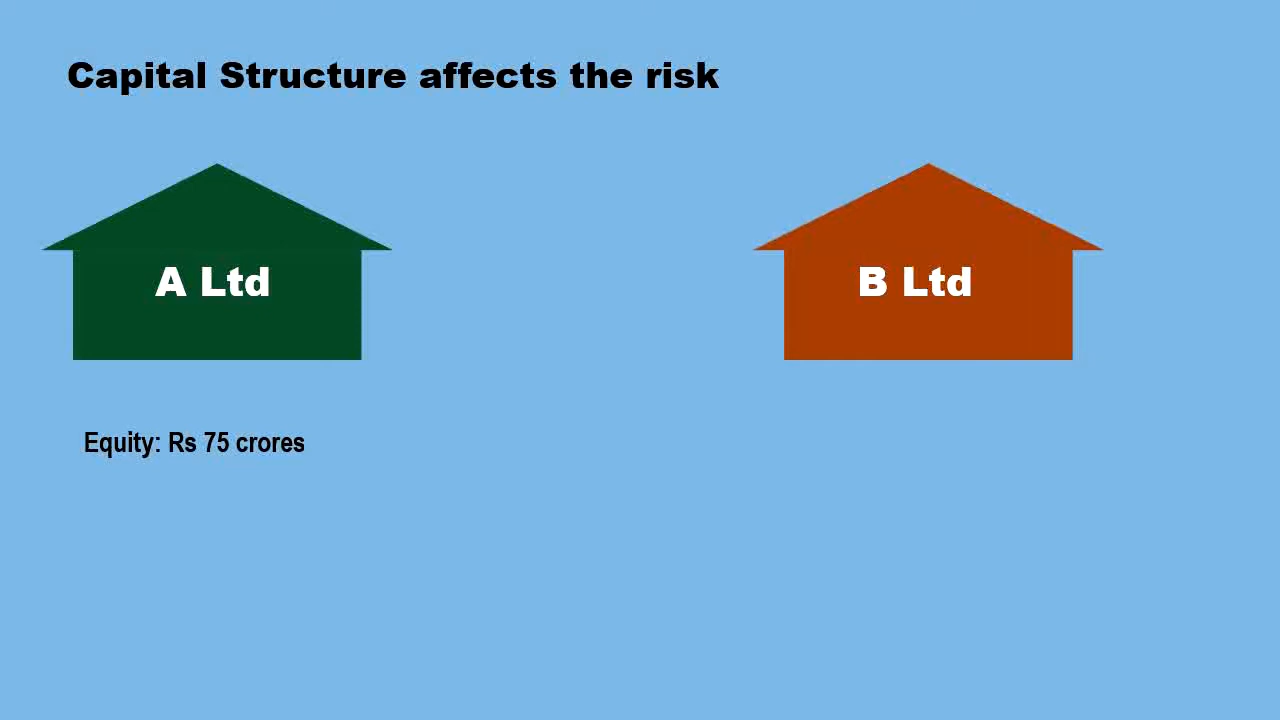 Capital Structure affects the risk
A Ltd
B Ltd
Equity: Rs 75 crores